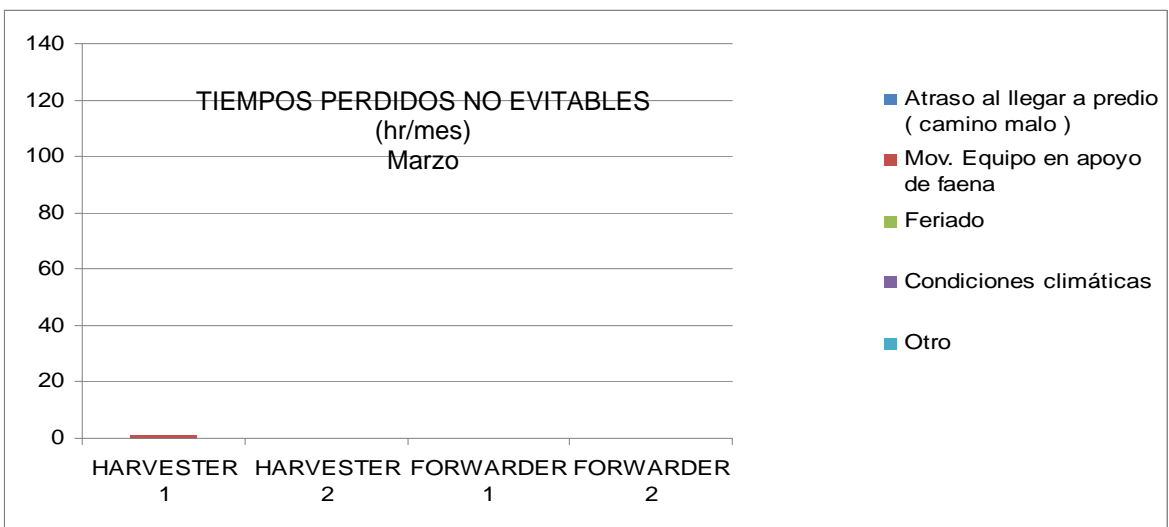 TIEMPOS PERDIDOS NO EVITABLES
(hr/mes)
Marzo
140
120
100
80
60
40
20
0
HARVESTER 1
HARVESTER 2
FORWARDER 1
FORWARDER 2
Atraso al llegar a predio
( camino malo )
Mov. Equipo en apoyo
de faena
Feriado
Condiciones climáticas
Otro